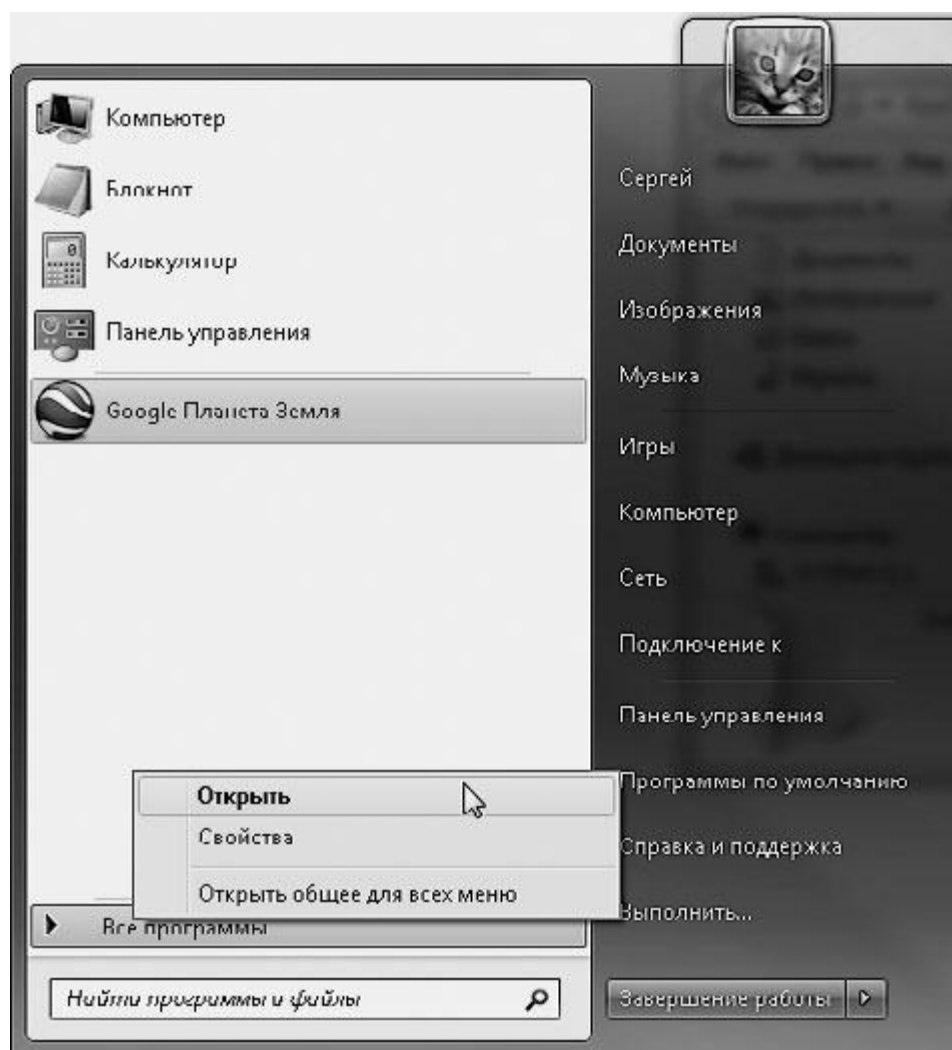 Компьютер
Блокнот
Калькулятор
Панель управления
Google Планета Земля
Открыть
Свойства
Открыть общее для всех меню
Все программы
Найти программы и файлы
Сергей
Документы
Изображения
Музыка
Игры
Компьютер
Сеть
Подключение к
Панель управления
Программы по умолчанию
Справка и поддержка
Выполнить...
Завершение работы